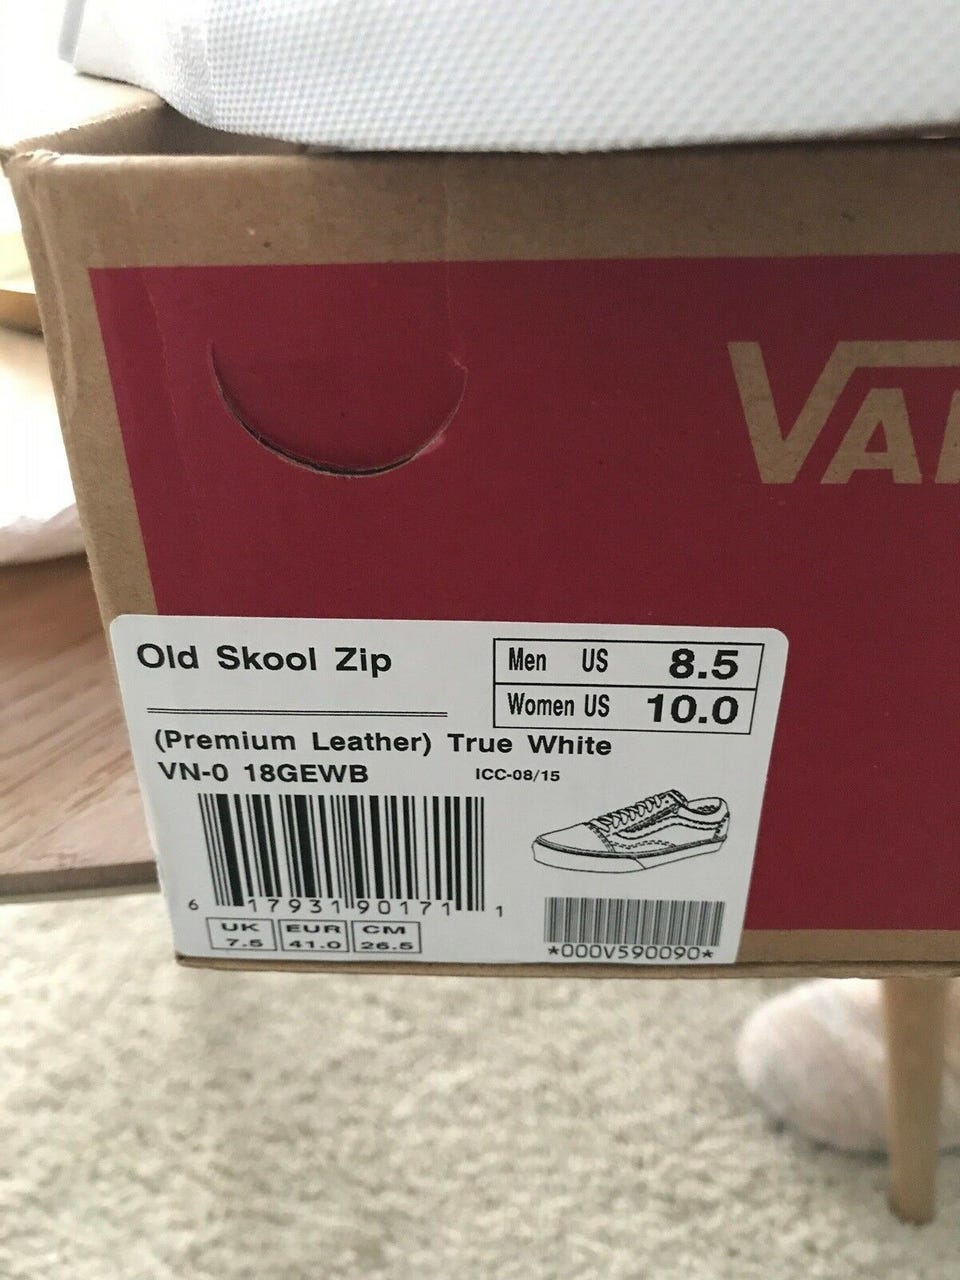 VAN
Old Skool Zip
Men US 8.5
Women US 10.0
(Premium Leather) True White
VN-0 18GEWB ICC-08/15
6 17931 90171 1
UK EUR CM
7.5 41.0 26.5
*000V590090*